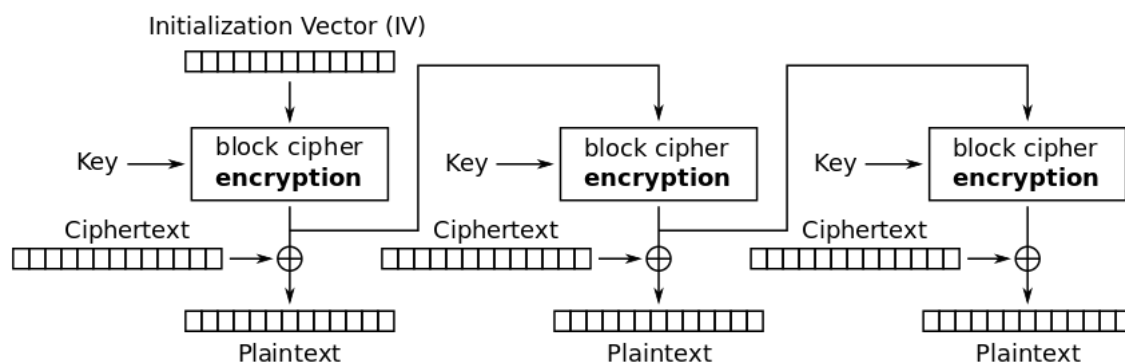 Initialization Vector (IV)
Key
block cipher
encryption
Key
block cipher
encryption
Key
block cipher
encryption
Ciphertext
Ciphertext
Ciphertext
Plaintext
Plaintext
Plaintext